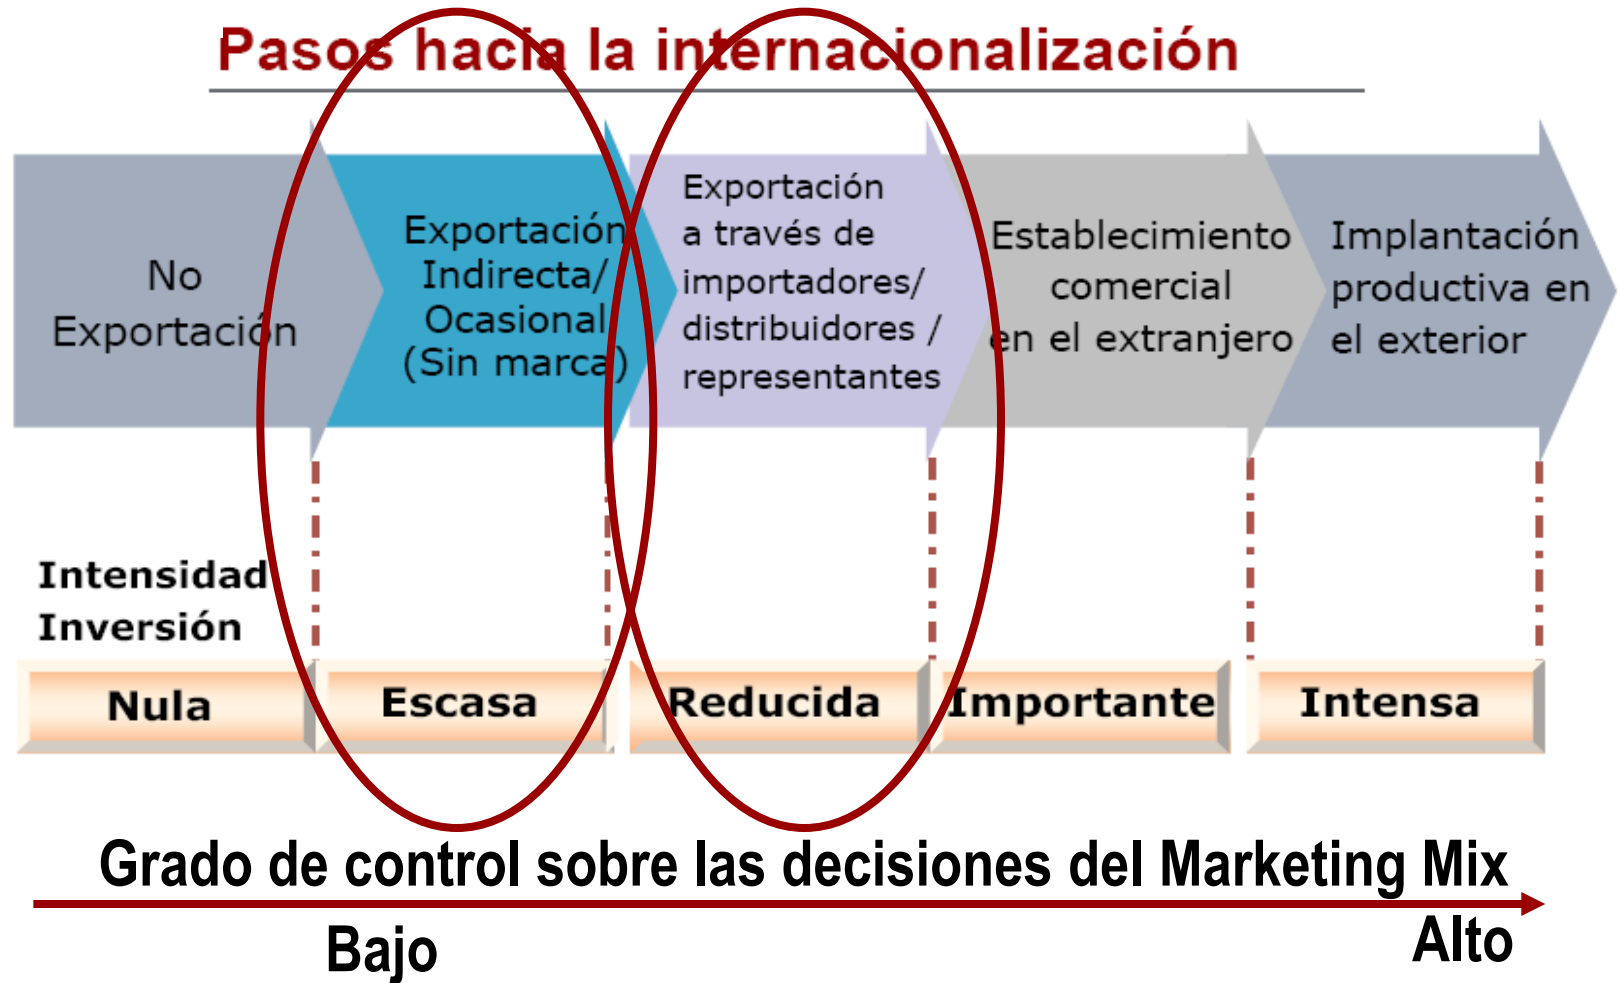 Pasos hacia la internacionalización
No
Exportación
Exportación
Indirecta/
Ocasional
(Sin marca)
Exportación
a través de
importadores/
distribuidores /
representantes
Establecimiento
comercial
en el extranjero
Implantación
productiva en
el exterior
Intensidad
Inversión
Nula
Escasa
Reducida
Importante
Intensa
Grado de control sobre las decisiones del Marketing Mix
Bajo
Alto